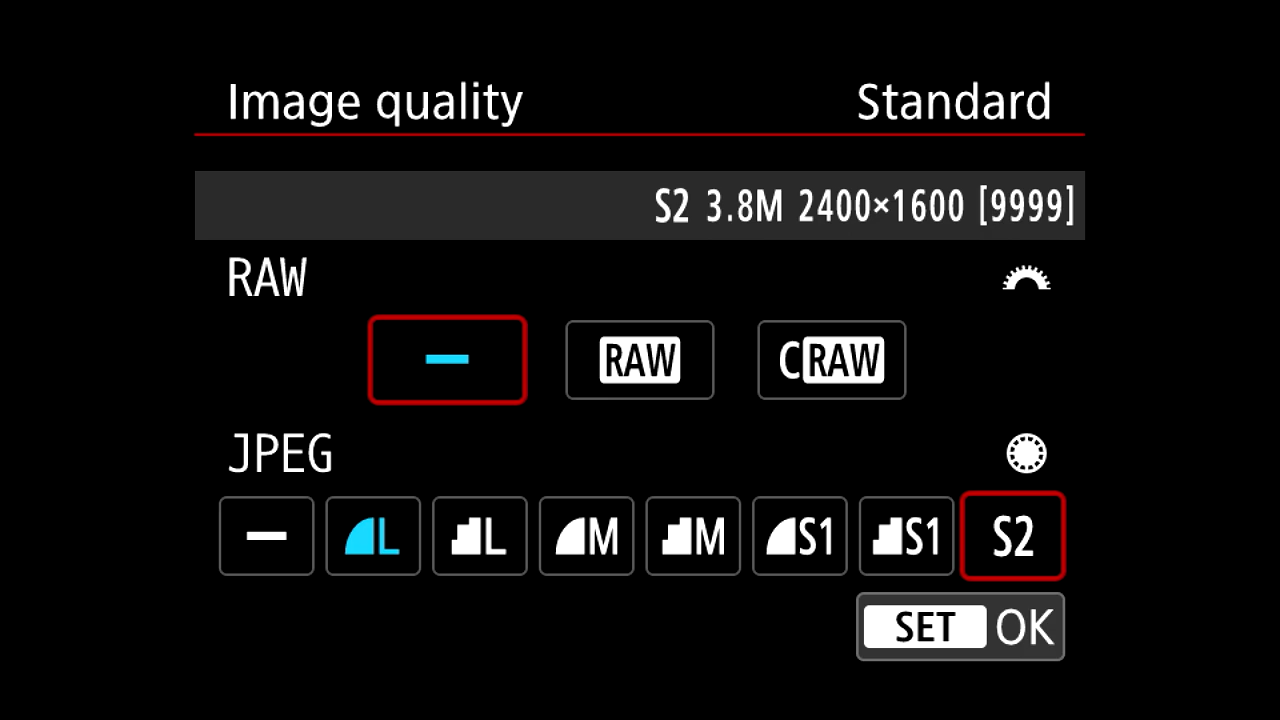 Image quality Standard
S2 3.8M 2400×1600 [9999]
RAW
RAW CRAW
JPEG
L L M M S1 S1 S2
SET OK